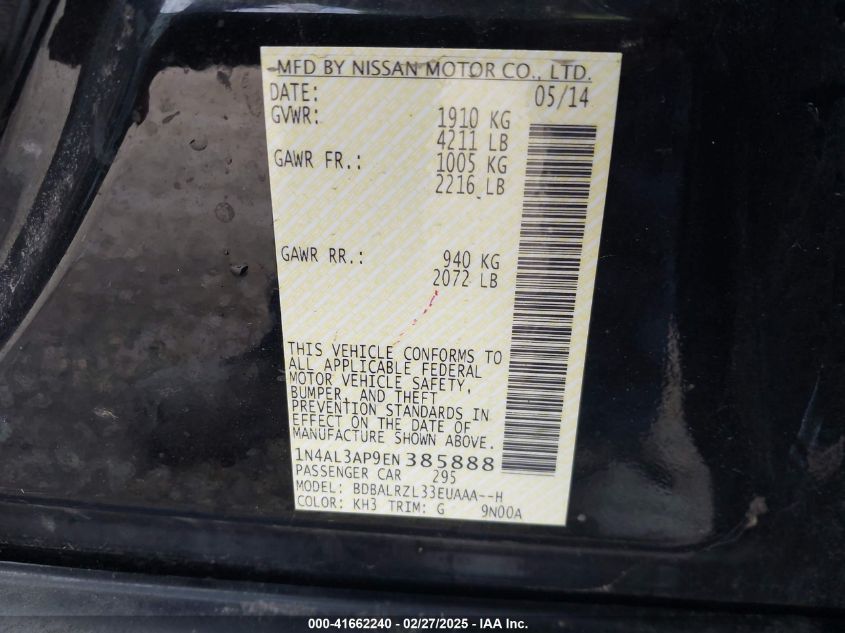 MFD BY NISSAN MOTOR CO., LTD.
DATE: 05/14
GVWR: 1910 KG
4211 LB
GAWR FR.: 1005 KG
2216 LB
GAWR RR.: 940 KG
2072 LB
THIS VEHICLE CONFORMS TO
ALL APPLICABLE FEDERAL
MOTOR VEHICLE SAFETY,
BUMPER, AND THEFT
PREVENTION STANDARDS IN
EFFECT ON THE DATE OF
MANUFACTURE SHOWN ABOVE.
1N4AL3AP9EN385888
PASSENGER CAR 295
MODEL: BDBALRZL33EUAAA--H
COLOR: KH3 TRIM: G 9N00A
000-41662240 - 02/27/2025 - IAA Inc.